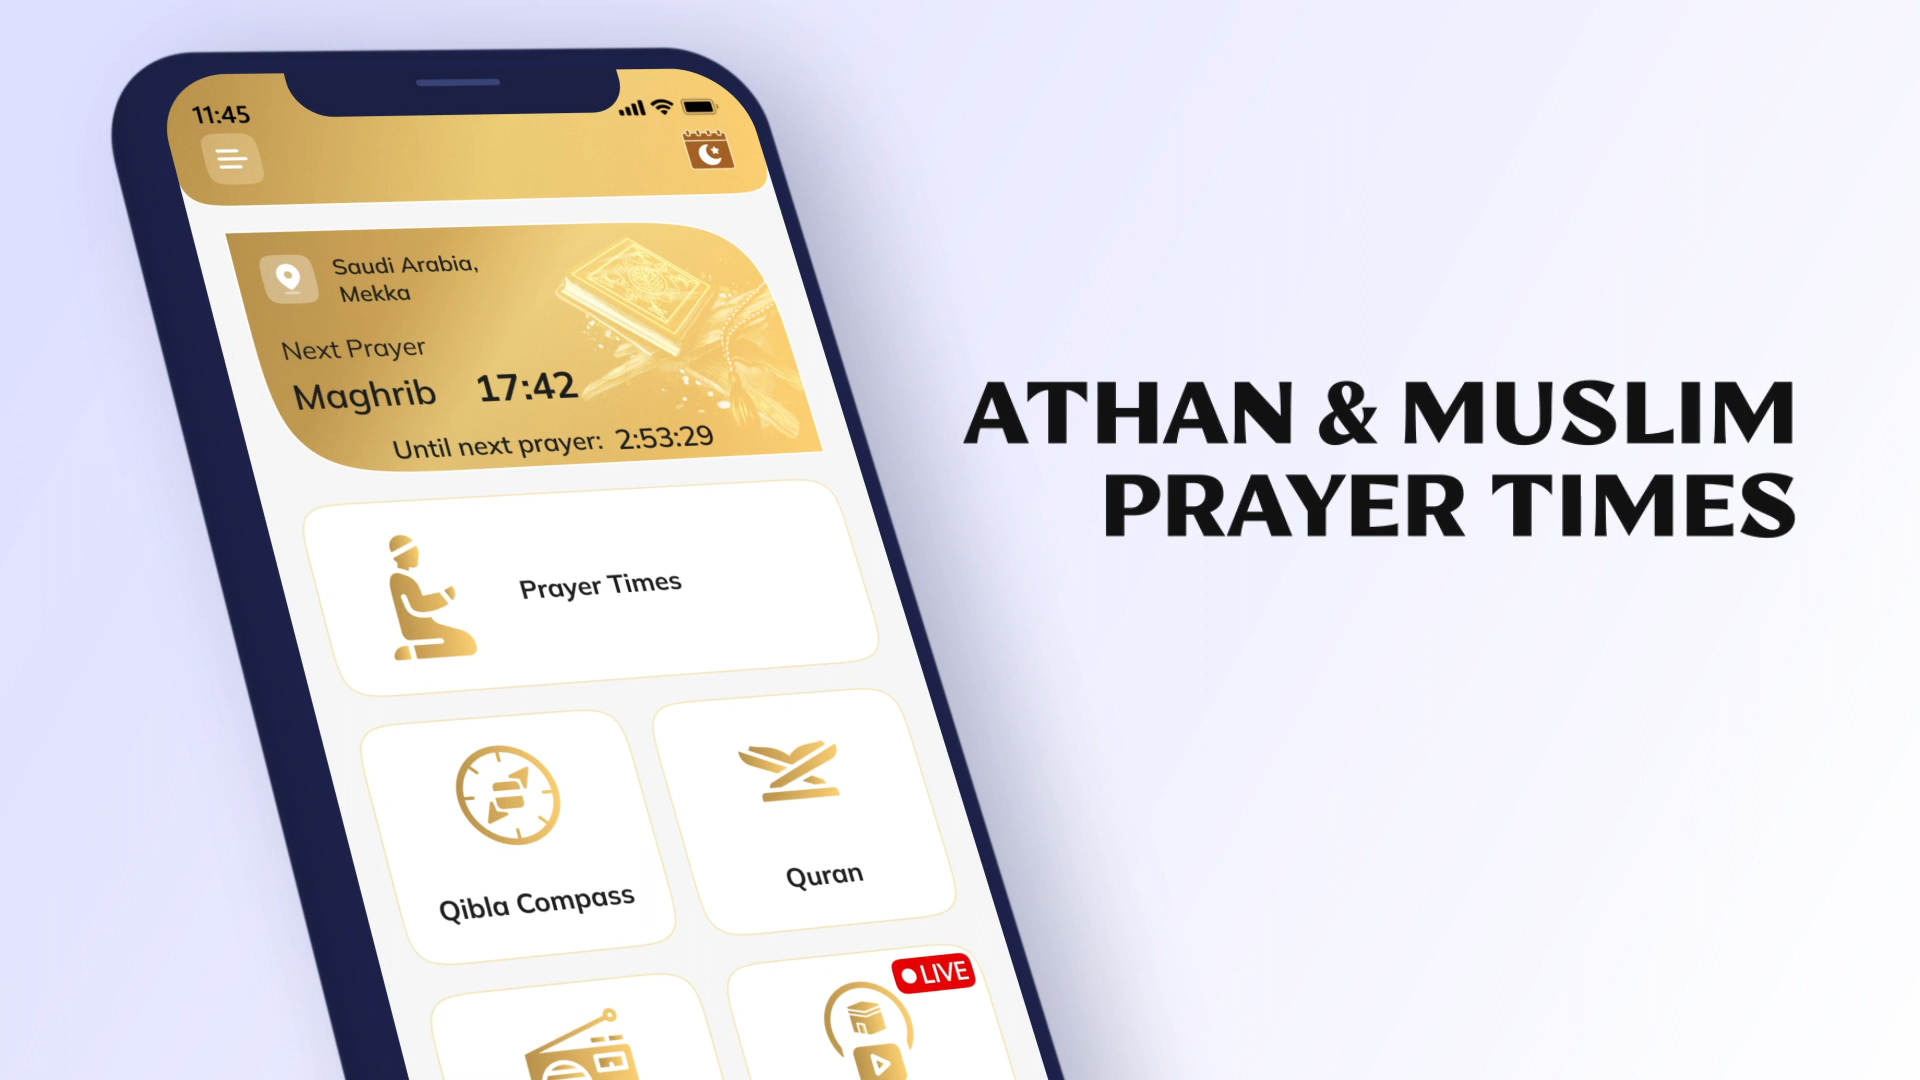 11:45
Saudi Arabia,
Mekka
Next Prayer
Maghrib 17:42
Until next prayer: 2:53:29
Prayer Times
Qibla Compass
Quran
LIVE
ATHAN & MUSLIM
PRAYER TIMES